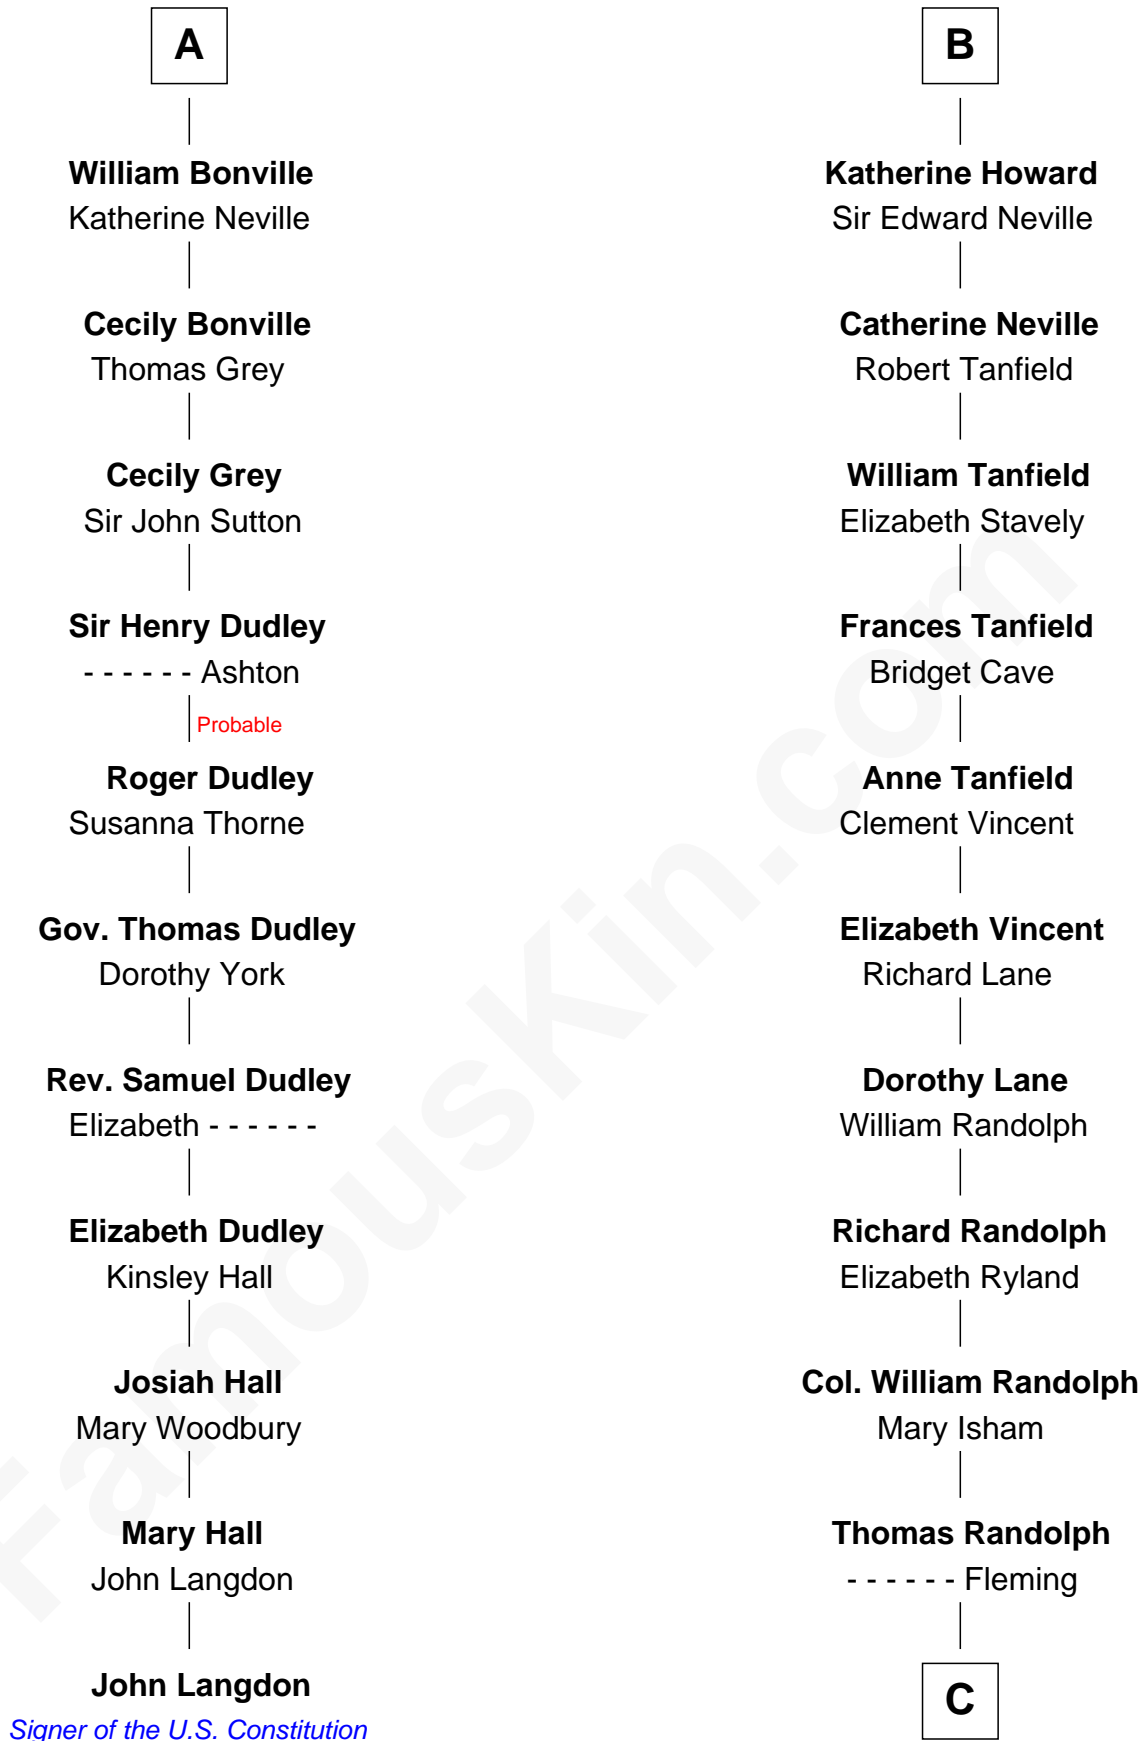 A
William Bonville
Katherine Neville
Cecily Bonville
Thomas Grey
Cecily Grey
Sir John Sutton
Sir Henry Dudley
- - - - - - Ashton
Probable
Roger Dudley
Susanna Thorne
Gov. Thomas Dudley
Dorothy York
Rev. Samuel Dudley
Elizabeth - - - - - -
Elizabeth Dudley
Kinsley Hall
Josiah Hall
Mary Woodbury
Mary Hall
John Langdon
John Langdon
Signer of the U.S. Constitution
B
Katherine Howard
Sir Edward Neville
Catherine Neville
Robert Tanfield
William Tanfield
Elizabeth Stavely
Frances Tanfield
Bridget Cave
Anne Tanfield
Clement Vincent
Elizabeth Vincent
Richard Lane
Dorothy Lane
William Randolph
Richard Randolph
Elizabeth Ryland
Col. William Randolph
Mary Isham
Thomas Randolph
- - - - - - Fleming
C
FamousKin.com